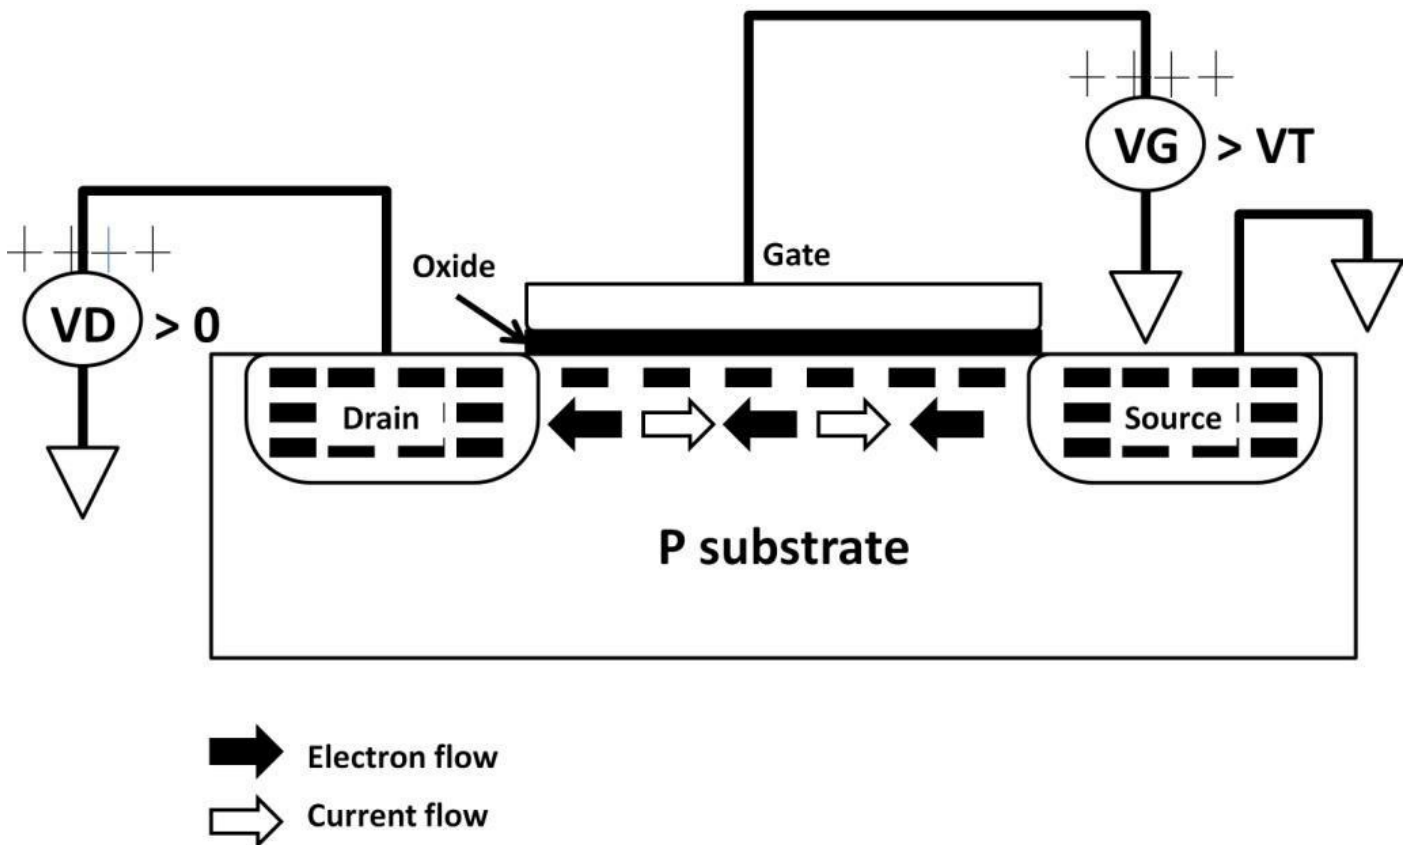 VG > VT
Gate
Oxide
VD > 0
Drain
Source
P substrate
Electron flow
Current flow